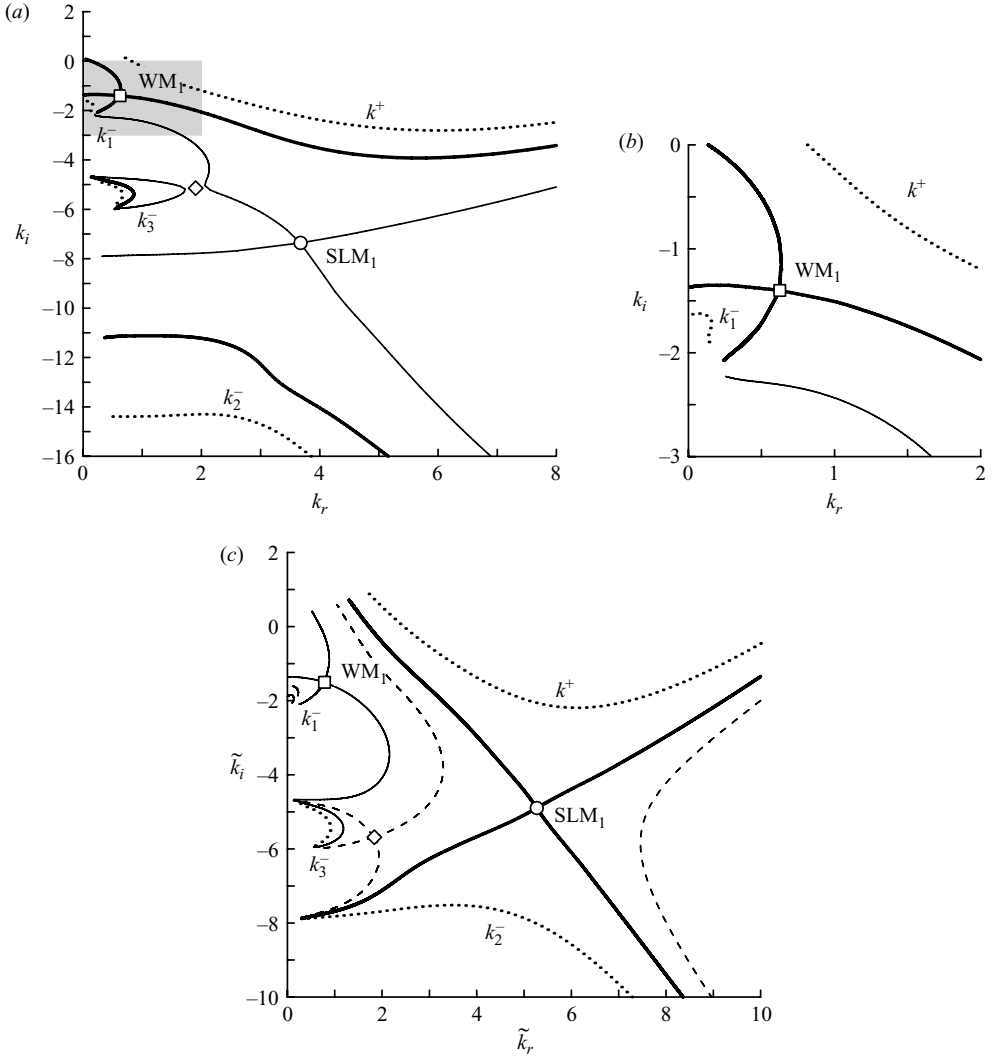 (a)
2
0
–2
–4
–6
–8
–10
–12
–14
–16
k_i
0
2
4
6
8
k_r
WM_1
k^+
k_1^–
k_3^–
SLM_1
k_2^–
(b)
0
–1
–2
–3
k_i
0
1
2
k_r
k^+
WM_1
k_1^–
(c)
2
0
–2
–4
–6
–8
–10
k̃_i
0
2
4
6
8
10
k̃_r
WM_1
k^+
k_1^–
SLM_1
k_3^–
k_2^–